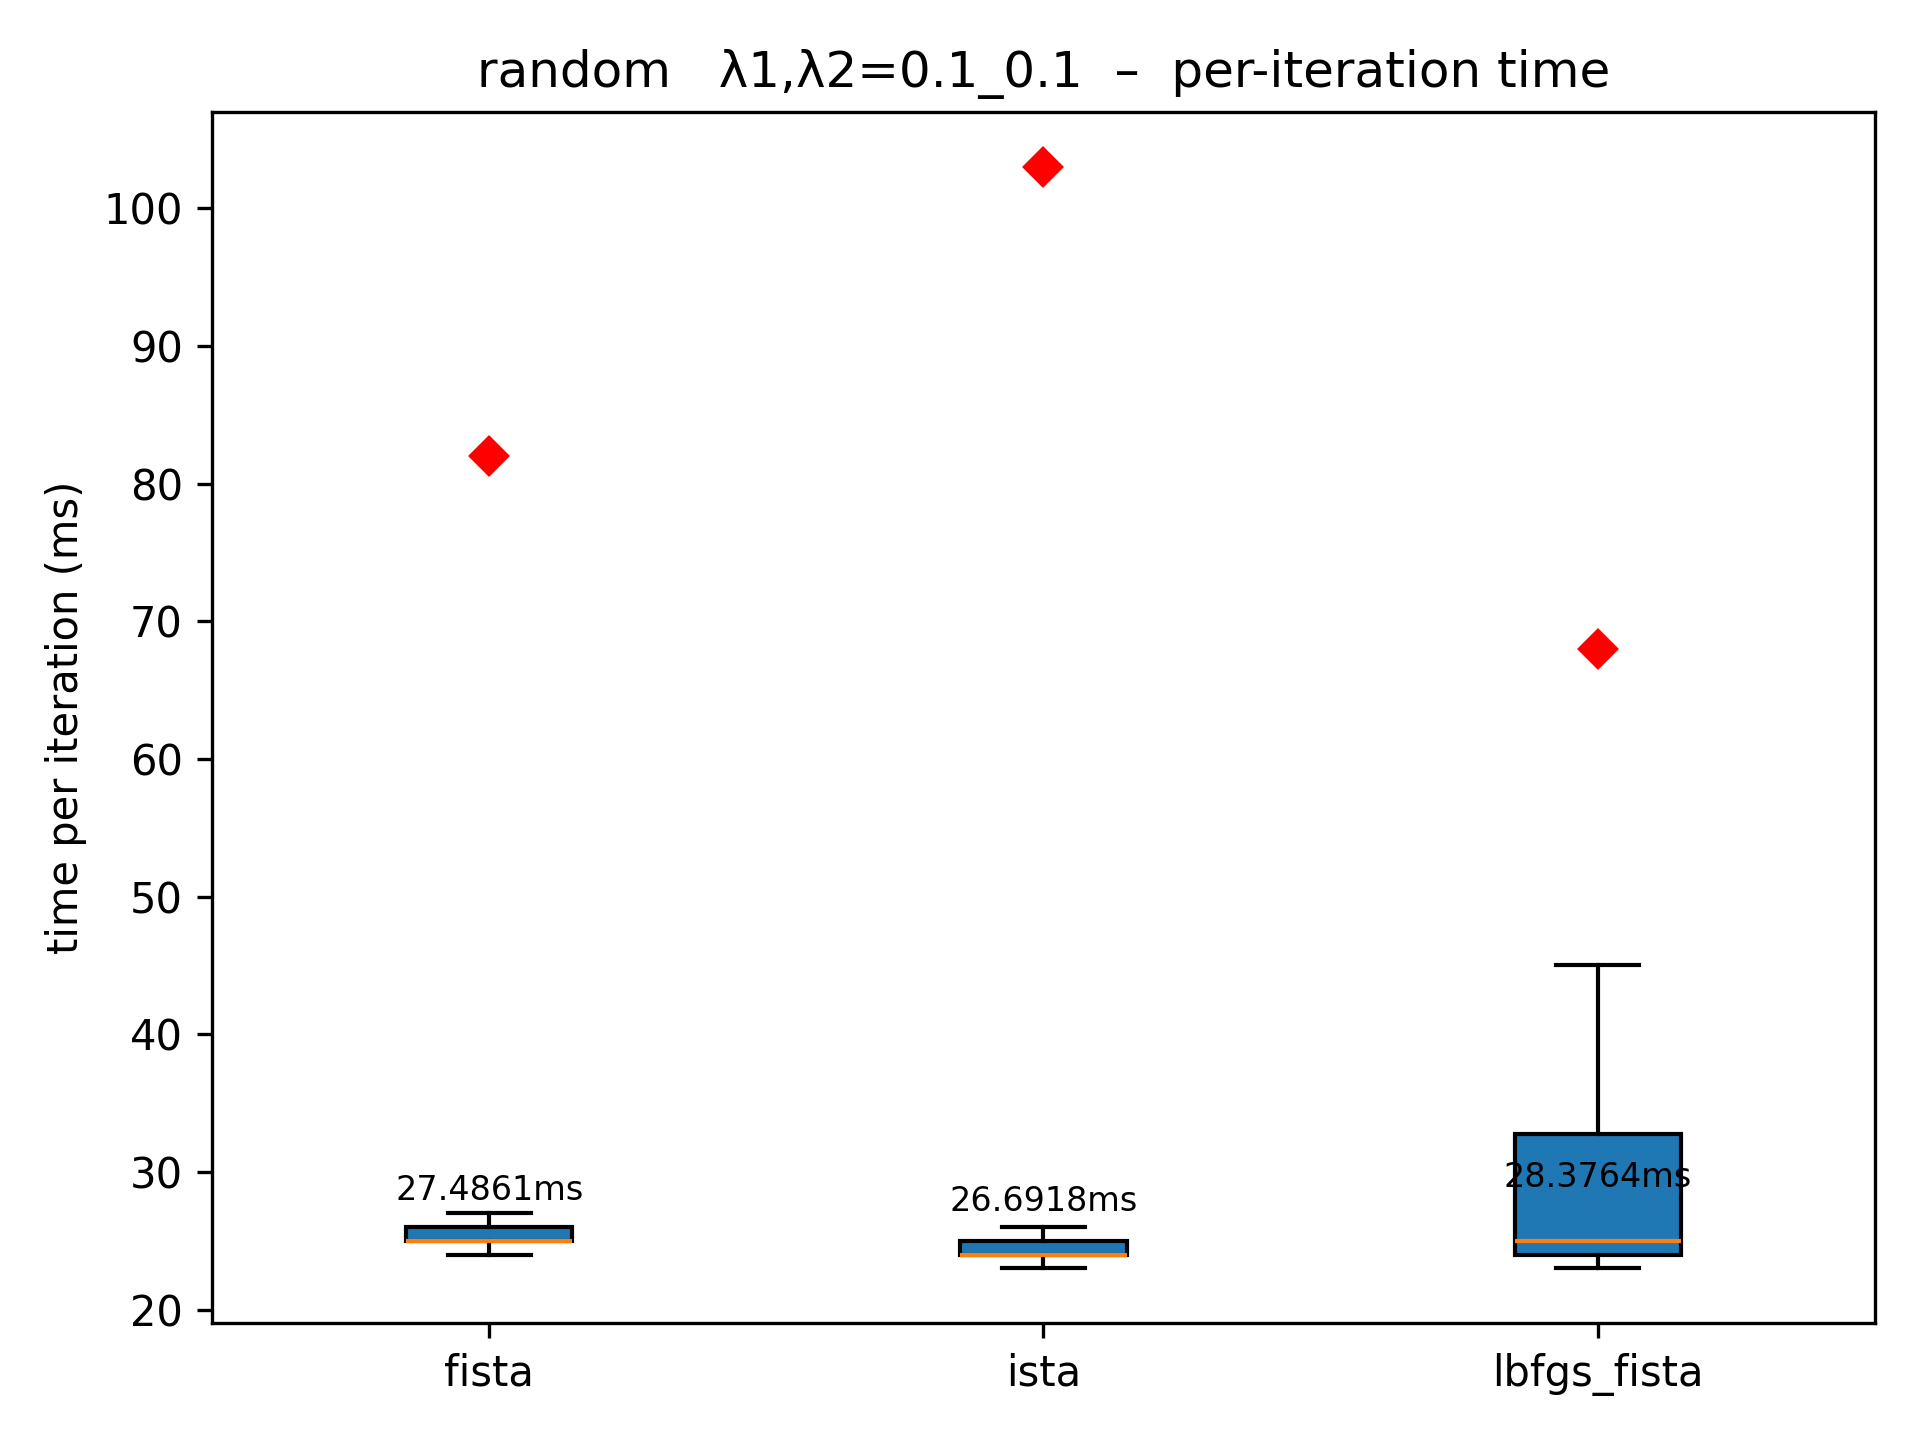 random λ1,λ2=0.1_0.1 – per-iteration time
time per iteration (ms)
100
90
80
70
60
50
40
30
20
27.4861ms
26.6918ms
28.3764ms
fista
ista
lbfgs_fista